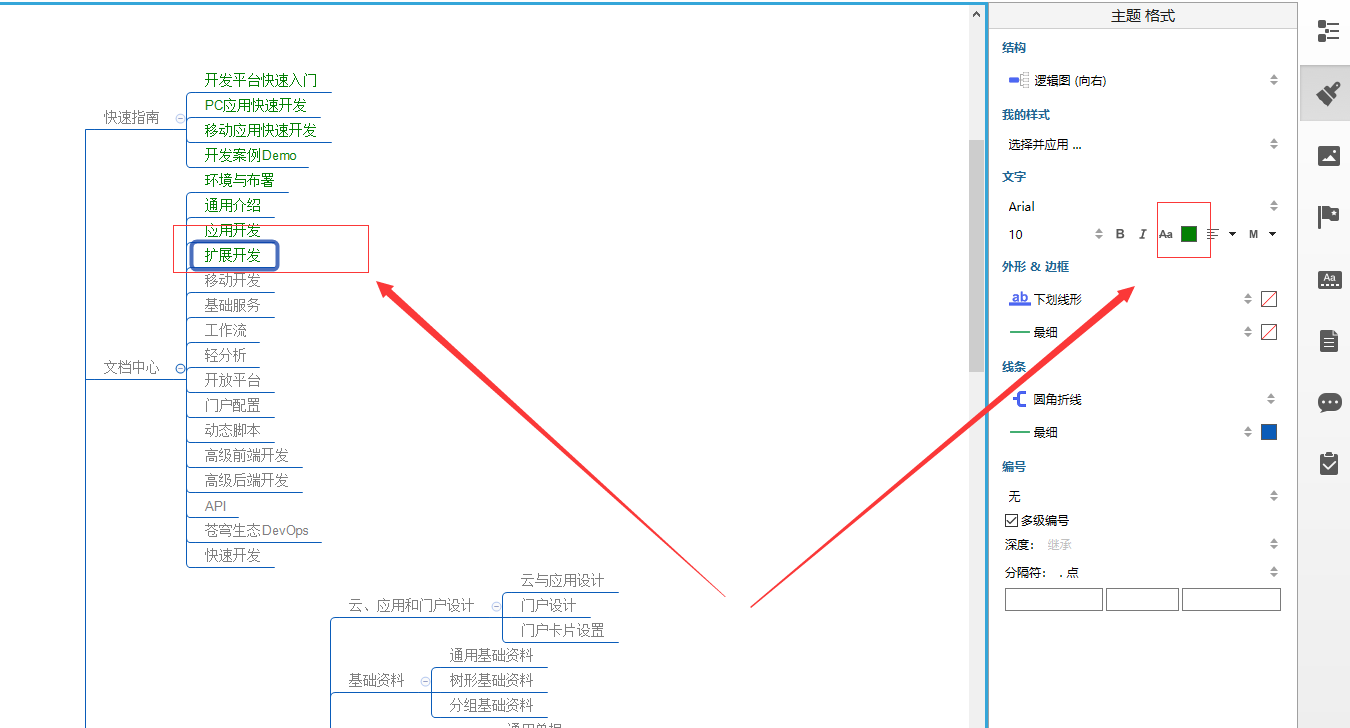 开发平台快速入门
快速指南
PC应用快速开发
移动应用快速开发
开发案例Demo
环境与布署
通用介绍
应用开发
扩展开发
移动开发
基础服务
工作流
轻分析
文档中心
开放平台
门户配置
动态脚本
高级前端开发
高级后端开发
API
苍穹生态DevOps
快速开发
云、应用和门户设计
云与应用设计
门户设计
门户卡片设置
基础资料
通用基础资料
树形基础资料
分组基础资料
通用单据
主题 格式
结构
逻辑图 (向右)
我的样式
选择并应用 ...
文字
Arial
10
B I Aa M
外形 & 边框
ab 下划线形
最细
线条
圆角折线
最细
编号
无
多级编号
深度: 继承
分隔符: . 点
Aa